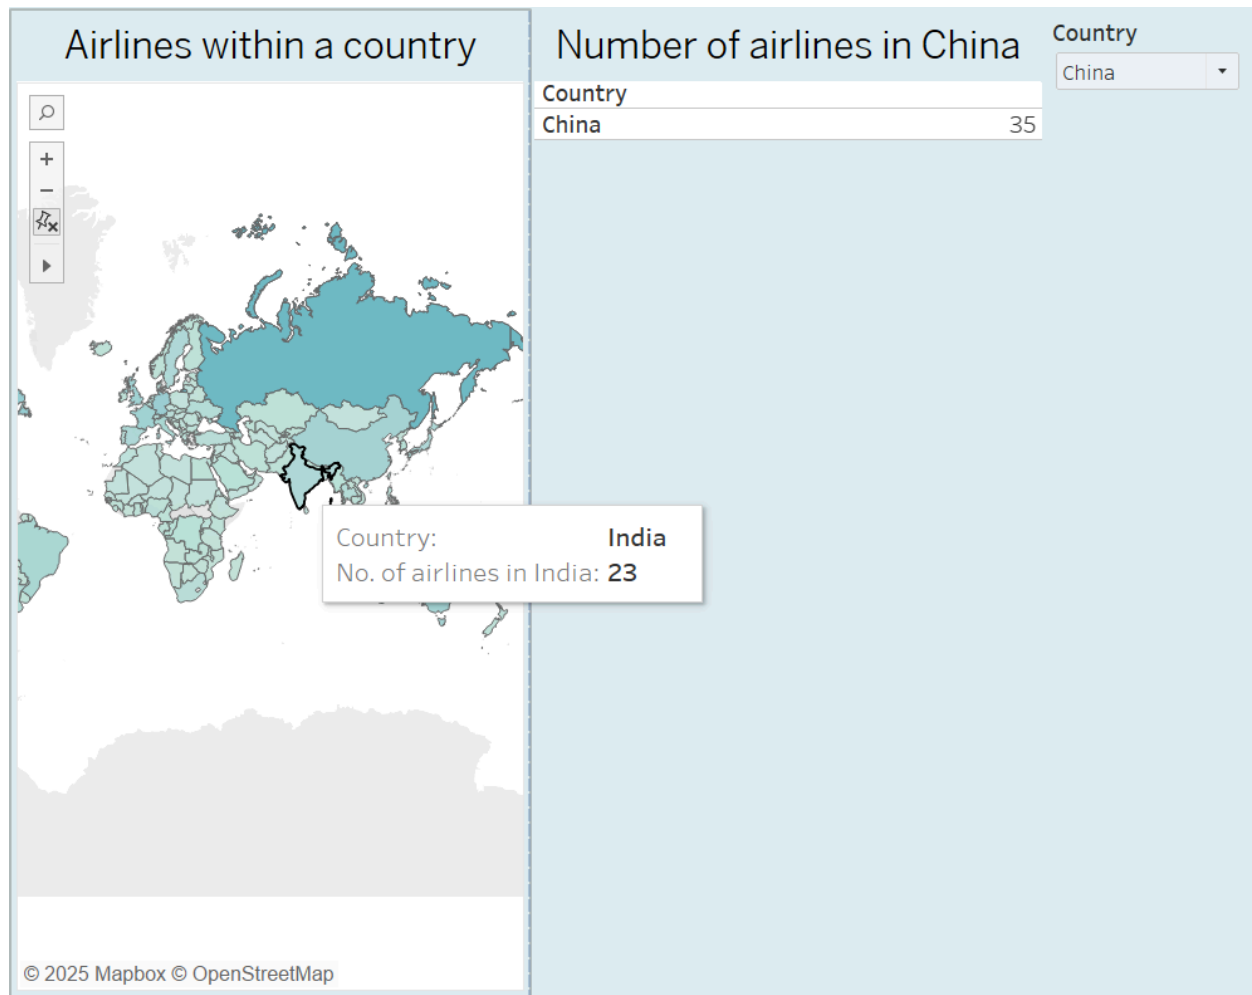 Airlines within a country
Number of airlines in China
Country
China
Country
China 35
Country: India
No. of airlines in India: 23
© 2025 Mapbox © OpenStreetMap